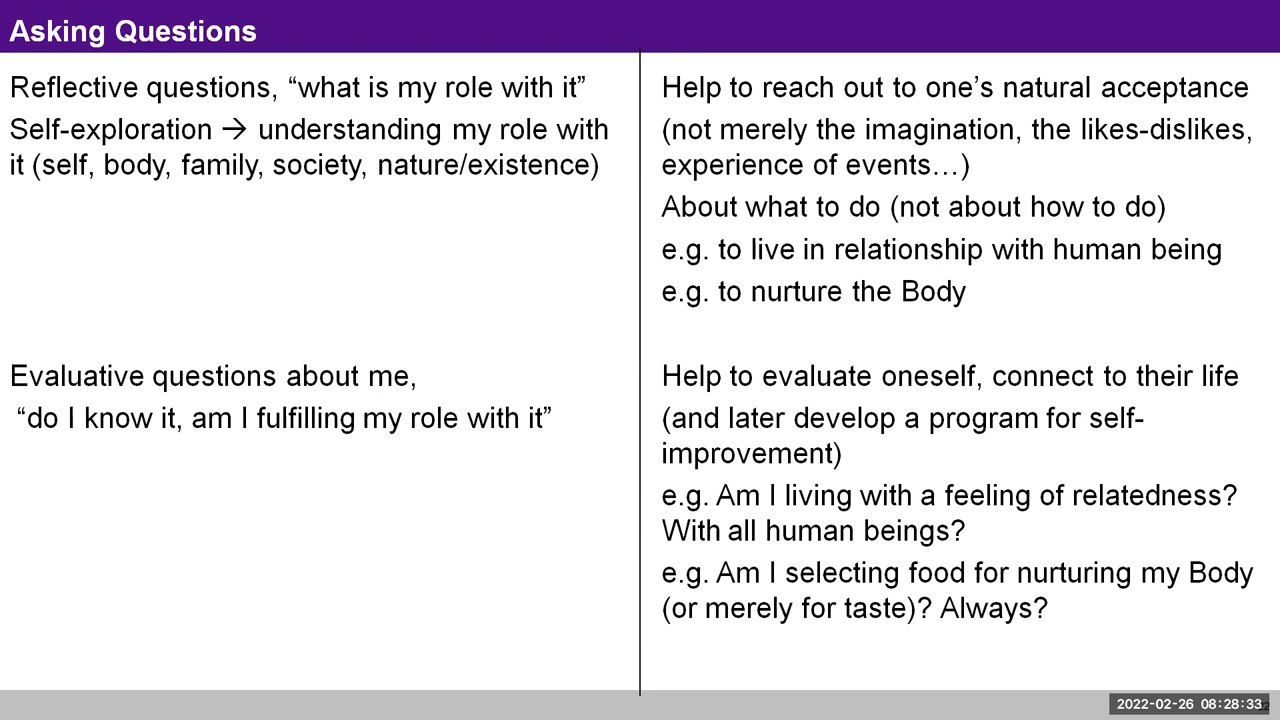 Asking Questions
Reflective questions, “what is my role with it”
Self-exploration → understanding my role with
it (self, body, family, society, nature/existence)
Help to reach out to one’s natural acceptance
(not merely the imagination, the likes-dislikes,
experience of events…)
About what to do (not about how to do)
e.g. to live in relationship with human being
e.g. to nurture the Body
Evaluative questions about me,
“do I know it, am I fulfilling my role with it”
Help to evaluate oneself, connect to their life
(and later develop a program for self-
improvement)
e.g. Am I living with a feeling of relatedness?
With all human beings?
e.g. Am I selecting food for nurturing my Body
(or merely for taste)? Always?
2022-02-26 08:28:33